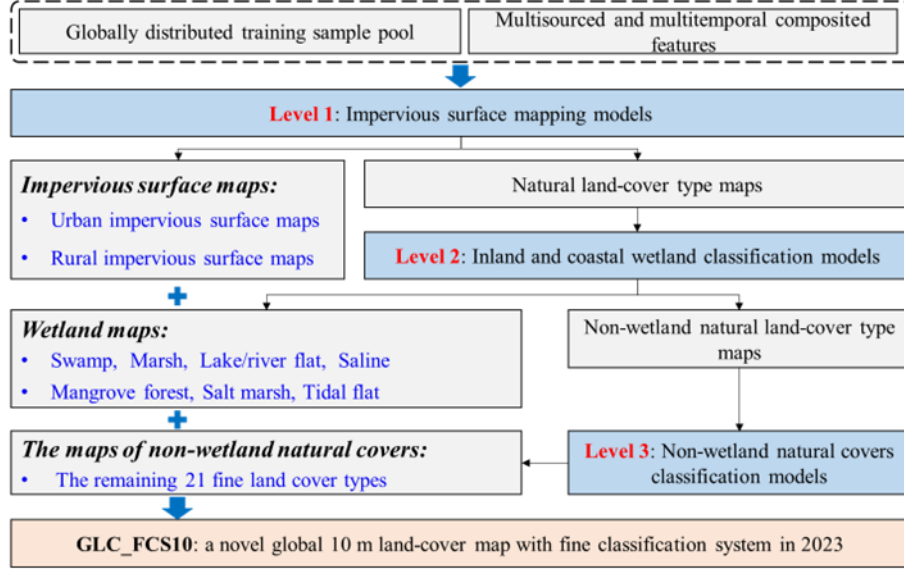 Globally distributed training sample pool
Multisourced and multitemporal composited
features
Level 1: Impervious surface mapping models
Impervious surface maps:
• Urban impervious surface maps
• Rural impervious surface maps
Natural land-cover type maps
Level 2: Inland and coastal wetland classification models
Wetland maps:
• Swamp, Marsh, Lake/river flat, Saline
• Mangrove forest, Salt marsh, Tidal flat
Non-wetland natural land-cover type
maps
The maps of non-wetland natural covers:
• The remaining 21 fine land cover types
Level 3: Non-wetland natural covers
classification models
GLC_FCS10: a novel global 10 m land-cover map with fine classification system in 2023